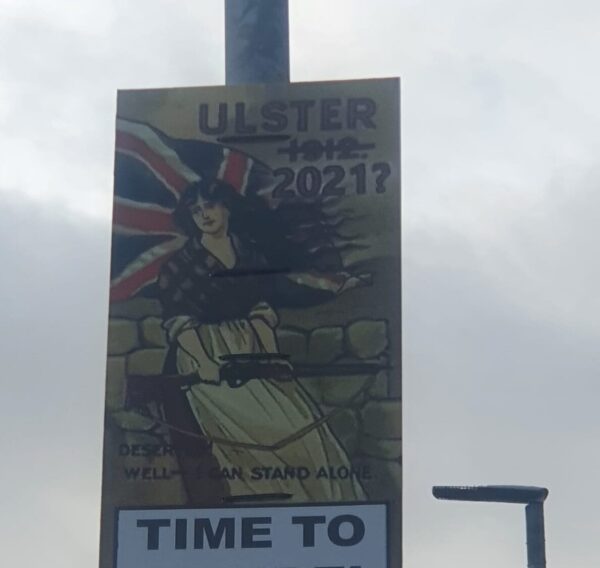 ULSTER
1912.
2021?
WELL— I CAN STAND ALONE.
TIME TO